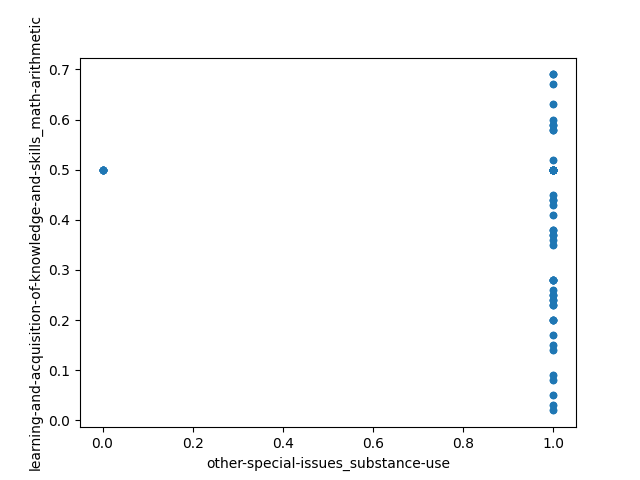 learning-and-acquisition-of-knowledge-and-skills_math-arithmetic
0.7
0.6
0.5
0.4
0.3
0.2
0.1
0.0
0.0 0.2 0.4 0.6 0.8 1.0
other-special-issues_substance-use